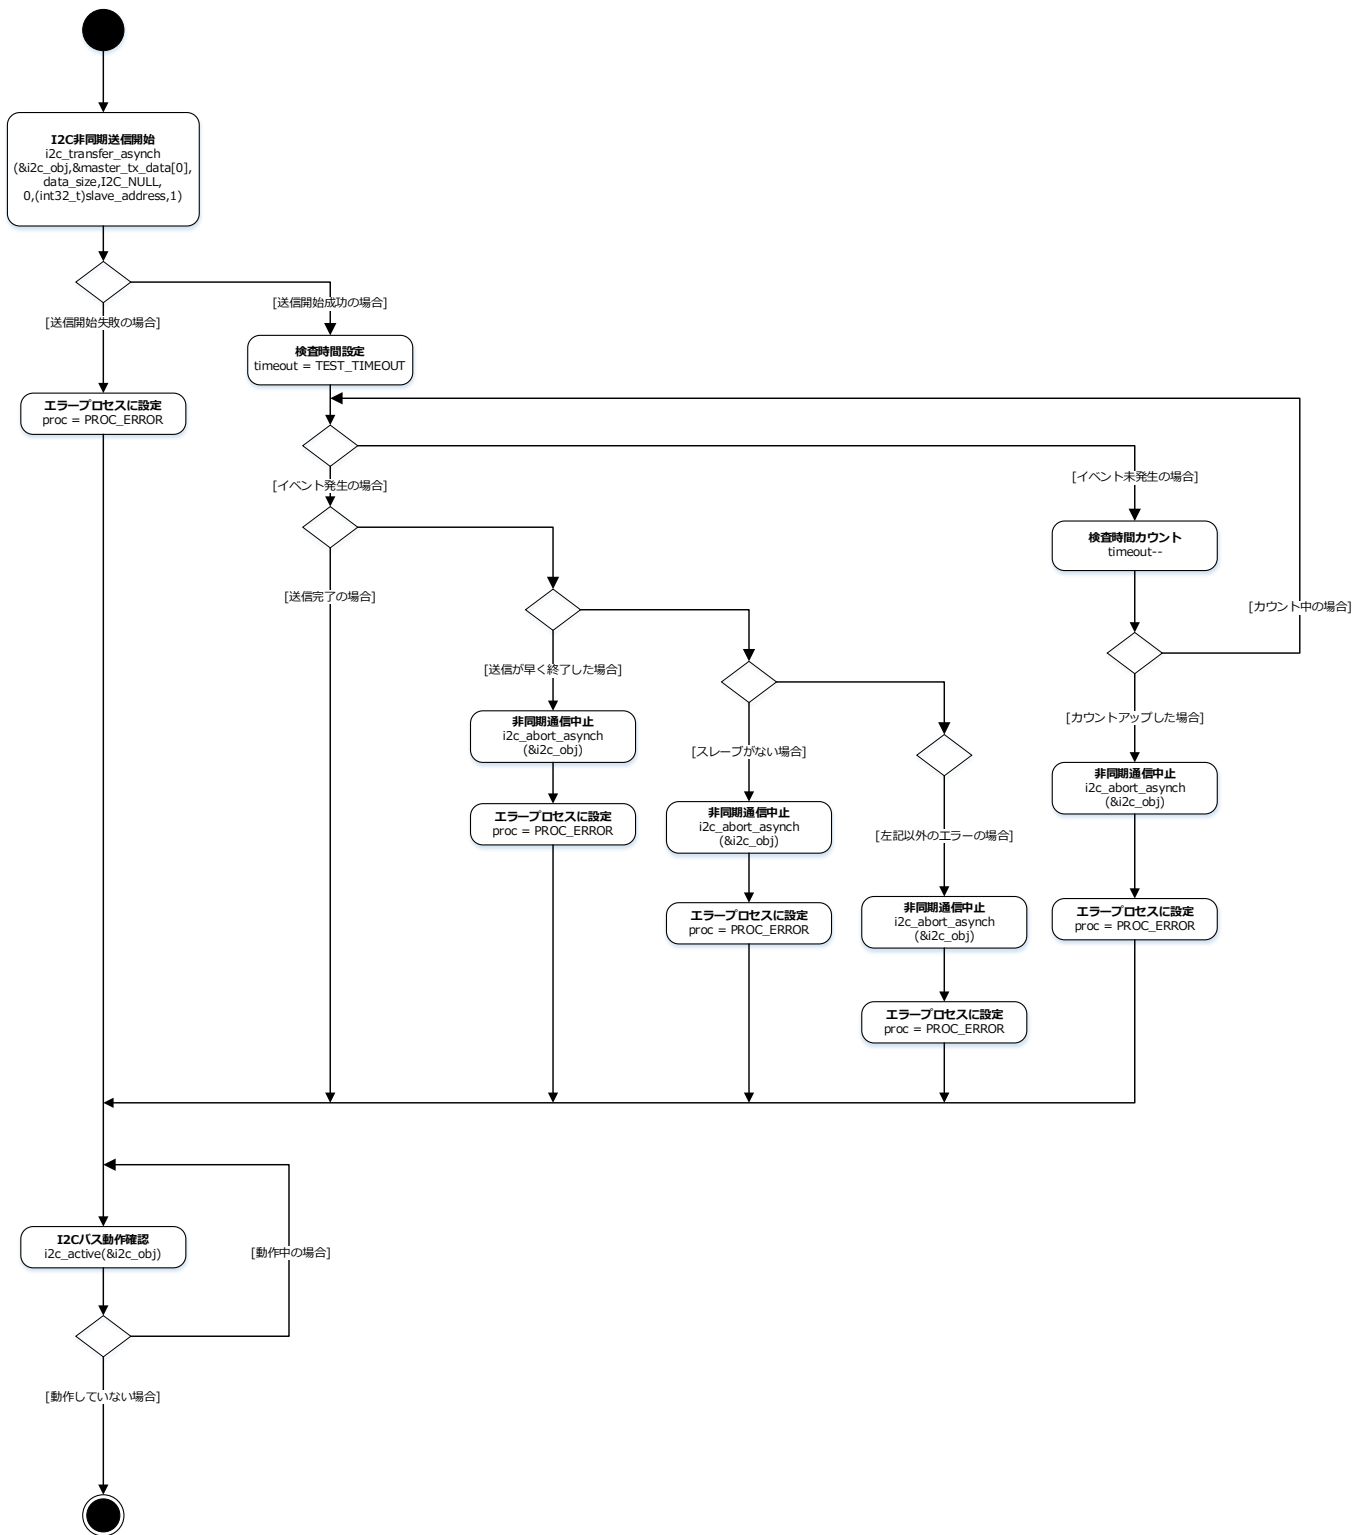 I2C非同期送信開始
i2c_transfer_asynch
(&i2c_obj,&master_tx_data[0],
data_size,I2C_NULL,
0,(int32_t)slave_address,1)
[送信開始成功の場合]
[送信開始失敗の場合]
検査時間設定
timeout = TEST_TIMEOUT
エラープロセスに設定
proc = PROC_ERROR
[イベント発生の場合]
[イベント未発生の場合]
検査時間カウント
timeout--
[送信完了の場合]
[カウント中の場合]
[送信が早く終了した場合]
非同期通信中止
i2c_abort_asynch
(&i2c_obj)
[カウントアップした場合]
[スレーブがない場合]
非同期通信中止
i2c_abort_asynch
(&i2c_obj)
エラープロセスに設定
proc = PROC_ERROR
非同期通信中止
i2c_abort_asynch
(&i2c_obj)
[左記以外のエラーの場合]
エラープロセスに設定
proc = PROC_ERROR
非同期通信中止
i2c_abort_asynch
(&i2c_obj)
エラープロセスに設定
proc = PROC_ERROR
エラープロセスに設定
proc = PROC_ERROR
I2Cバス動作確認
i2c_active(&i2c_obj)
[動作中の場合]
[動作していない場合]